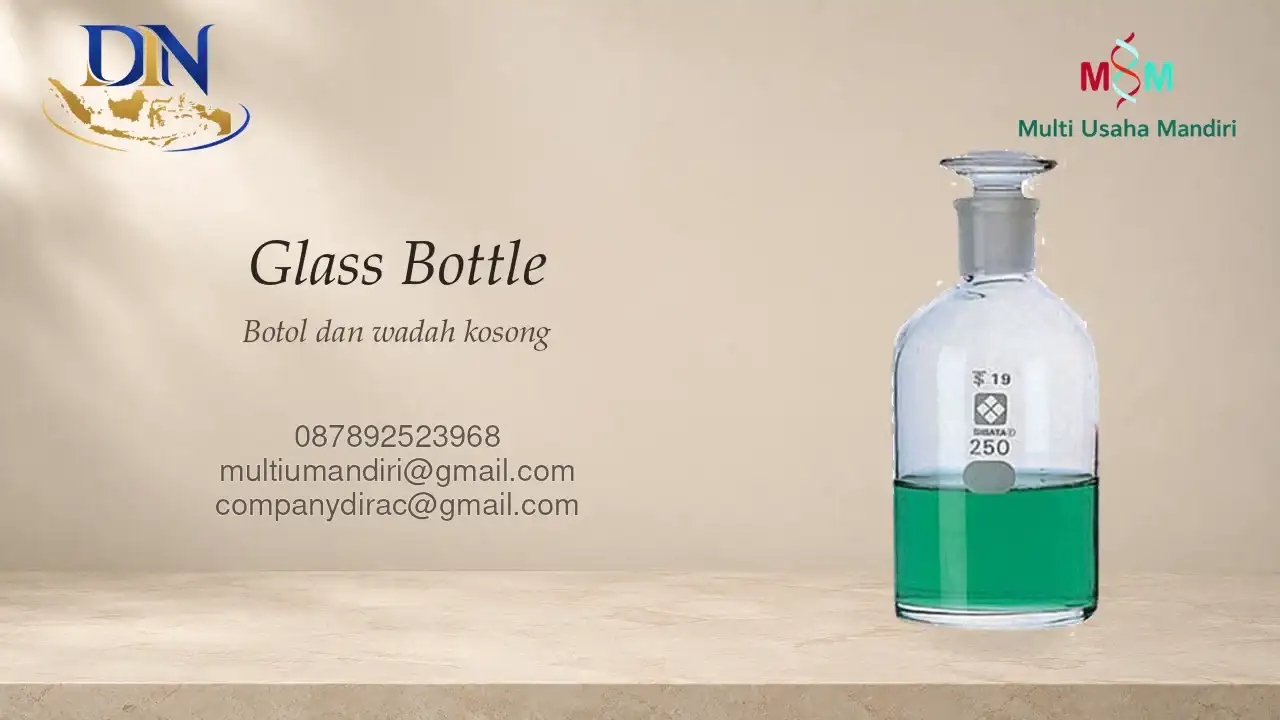 DIN
M M
Multi Usaha Mandiri
Glass Bottle
Botol dan wadah kosong
087892523968
multiumandiri@gmail.com
companydirac@gmail.com
19
SIBATA
250